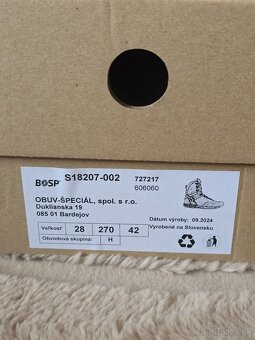 BOSP S18207-002 727217
606060
OBUV-ŠPECIÁL, spol. s r.o.
Duklianska 19
085 01 Bardejov
Dátum výroby: 09.2024
Vyrobené na Slovensku
Veľkosť 28 270 42
Obvodová skupina: H